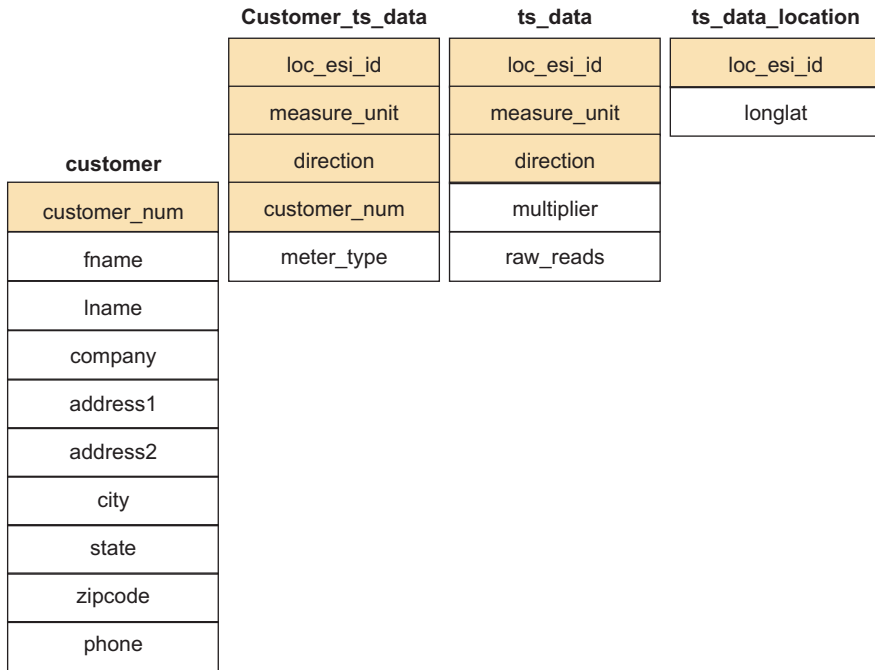 Customer_ts_data
loc_esi_id
measure_unit
direction
customer_num
meter_type
ts_data
loc_esi_id
measure_unit
direction
multiplier
raw_reads
ts_data_location
loc_esi_id
longlat
customer
customer_num
fname
lname
company
address1
address2
city
state
zipcode
phone